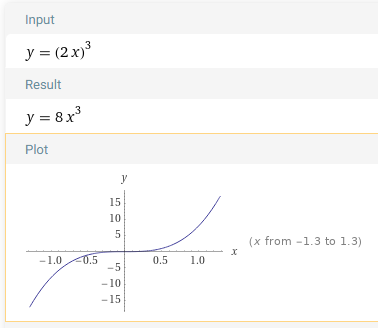 Input
y = (2 x)³
Result
y = 8 x³
Plot
y
15
10
5
x
(x from −1.3 to 1.3)
−1.0 −0.5 0.5 1.0
−5
−10
−15